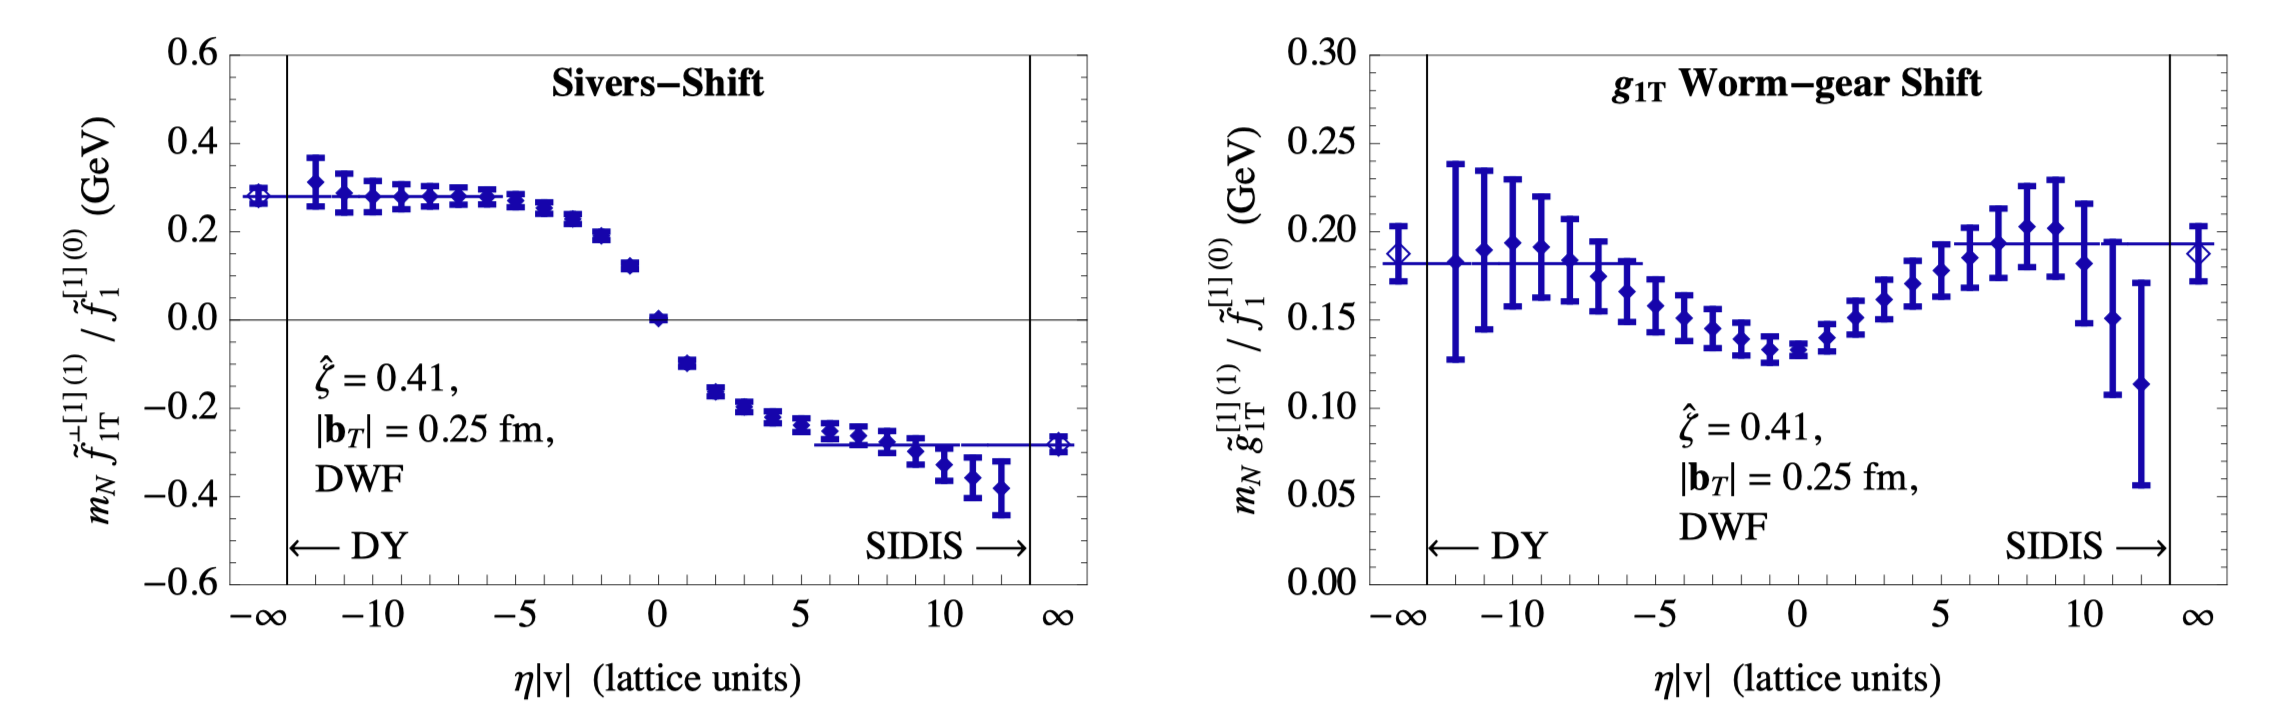 Sivers−Shift
m_N f̃_{1T}^{⊥[1](1)} / f̃_1^{[1](0)} (GeV)
0.6
0.4
0.2
0.0
−0.2
−0.4
−0.6
ζ̂ = 0.41,
|b_T| = 0.25 fm,
DWF
← DY
SIDIS →
−∞ −10 −5 0 5 10 ∞
η|v| (lattice units)
g_{1T} Worm−gear Shift
m_N g̃_{1T}^{[1](1)} / f̃_1^{[1](0)} (GeV)
0.30
0.25
0.20
0.15
0.10
0.05
0.00
ζ̂ = 0.41,
|b_T| = 0.25 fm,
DWF
← DY
SIDIS →
−∞ −10 −5 0 5 10 ∞
η|v| (lattice units)